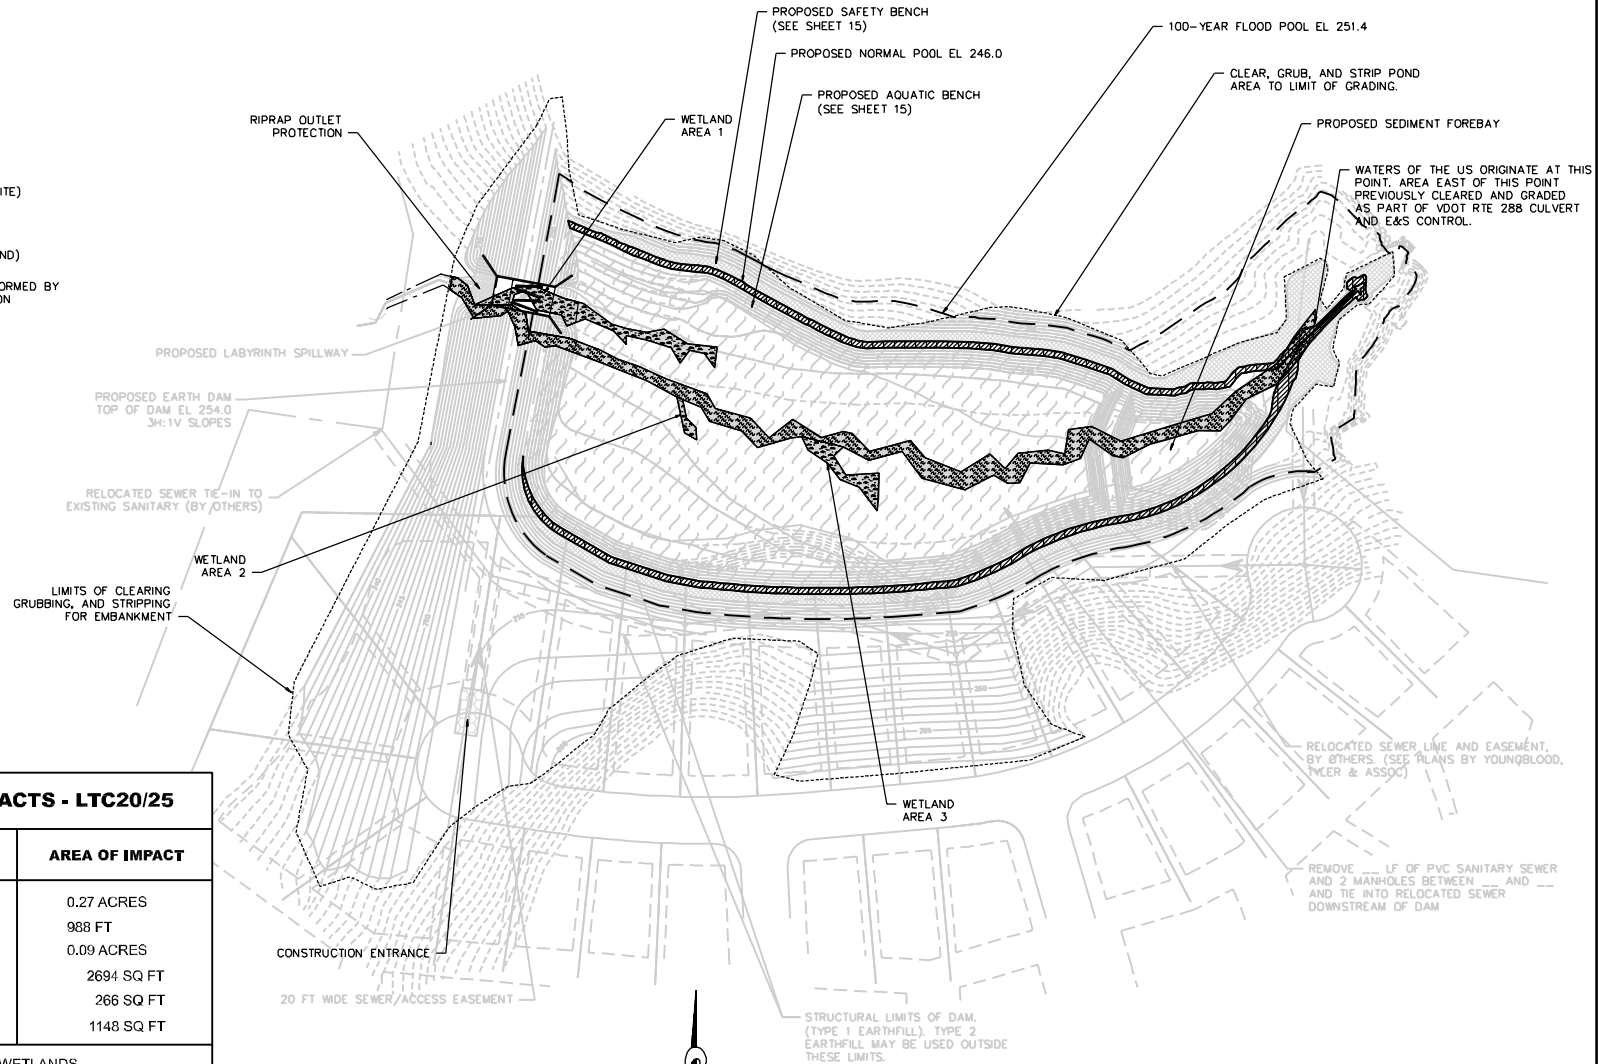 PROPOSED SAFETY BENCH
(SEE SHEET 15)
100-YEAR FLOOD POOL EL 251.4
PROPOSED NORMAL POOL EL 246.0
CLEAR, GRUB, AND STRIP POND
AREA TO LIMIT OF GRADING.
PROPOSED AQUATIC BENCH
(SEE SHEET 15)
RIPRAP OUTLET
PROTECTION
WETLAND
AREA 1
PROPOSED SEDIMENT FOREBAY
WATERS OF THE US ORIGINATE AT THIS
POINT. AREA EAST OF THIS POINT
PREVIOUSLY CLEARED AND GRADED
AS PART OF VDOT RTE 288 CULVERT
AND E&S CONTROL.
ITE)
ND)
ORMED BY
ON
PROPOSED LABYRINTH SPILLWAY
PROPOSED EARTH DAM
TOP OF DAM EL 254.0
3H:1V SLOPES
RELOCATED SEWER TIE-IN TO
EXISTING SANITARY (BY OTHERS)
WETLAND
AREA 2
LIMITS OF CLEARING
GRUBBING, AND STRIPPING
FOR EMBANKMENT
260
265
RELOCATED SEWER LINE AND EASEMENT,
BY OTHERS. (SEE PLANS BY YOUNGBLOOD,
TYLER & ASSOC)
WETLAND
AREA 3
REMOVE __ LF OF PVC SANITARY SEWER
AND 2 MANHOLES BETWEEN __ AND __
AND TIE INTO RELOCATED SEWER
DOWNSTREAM OF DAM
CONSTRUCTION ENTRANCE
20 FT WIDE SEWER/ACCESS EASEMENT
STRUCTURAL LIMITS OF DAM.
(TYPE 1 EARTHFILL). TYPE 2
EARTHFILL MAY BE USED OUTSIDE
THESE LIMITS.
ACTS - LTC20/25
AREA OF IMPACT
0.27 ACRES
988 FT
0.09 ACRES
2694 SQ FT
266 SQ FT
1148 SQ FT
WETLANDS